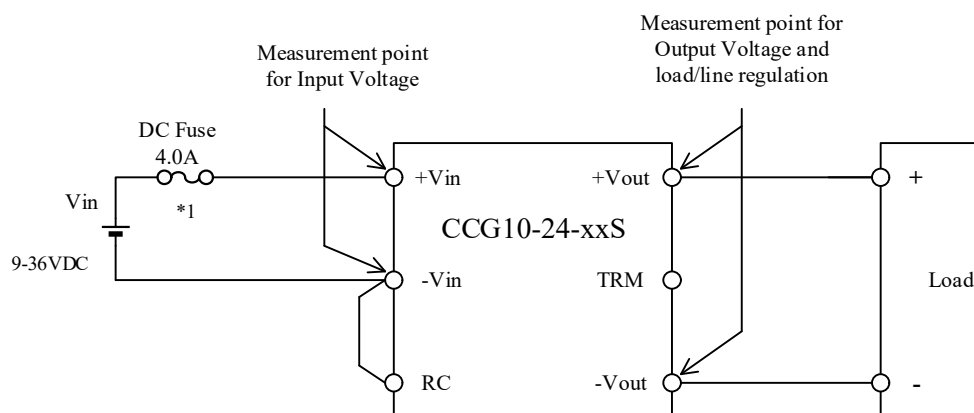 Measurement point
for Input Voltage
Measurement point for
Output Voltage and
load/line regulation
DC Fuse
4.0A
*1
Vin
9-36VDC
+Vin
+Vout
+
CCG10-24-xxS
-Vin
TRM
Load
RC
-Vout
-